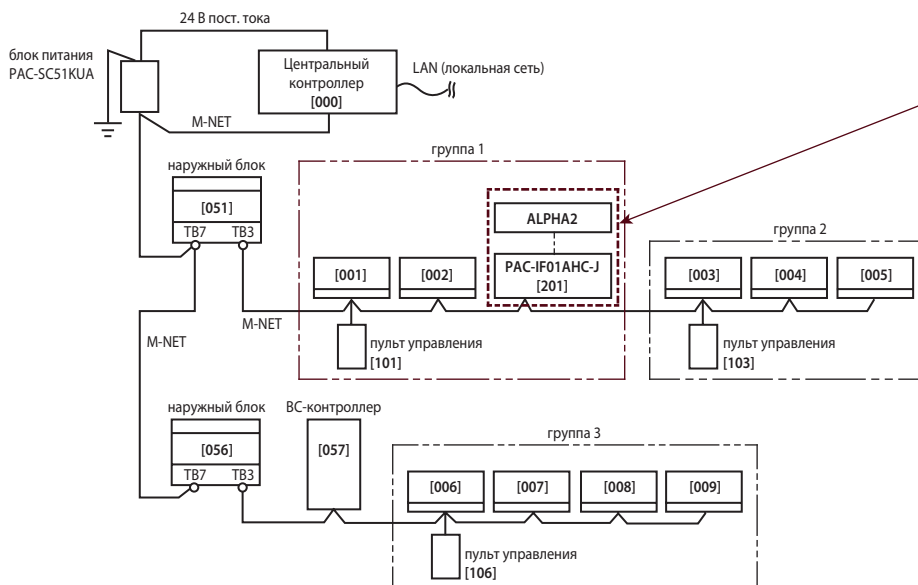 24 В пост. тока
блок питания
PAC-SC51KUA
Центральный
контроллер
[000]
LAN (локальная сеть)
M-NET
группа 1
наружный блок
[051]
TB7 TB3
ALPHA2
PAC-IF01AHC-J
[201]
группа 2
[001] [002]
[003] [004] [005]
M-NET
M-NET
пульт управления
[101]
пульт управления
[103]
наружный блок
[056]
TB7 TB3
BC-контроллер
[057]
группа 3
[006] [007] [008] [009]
пульт управления
[106]